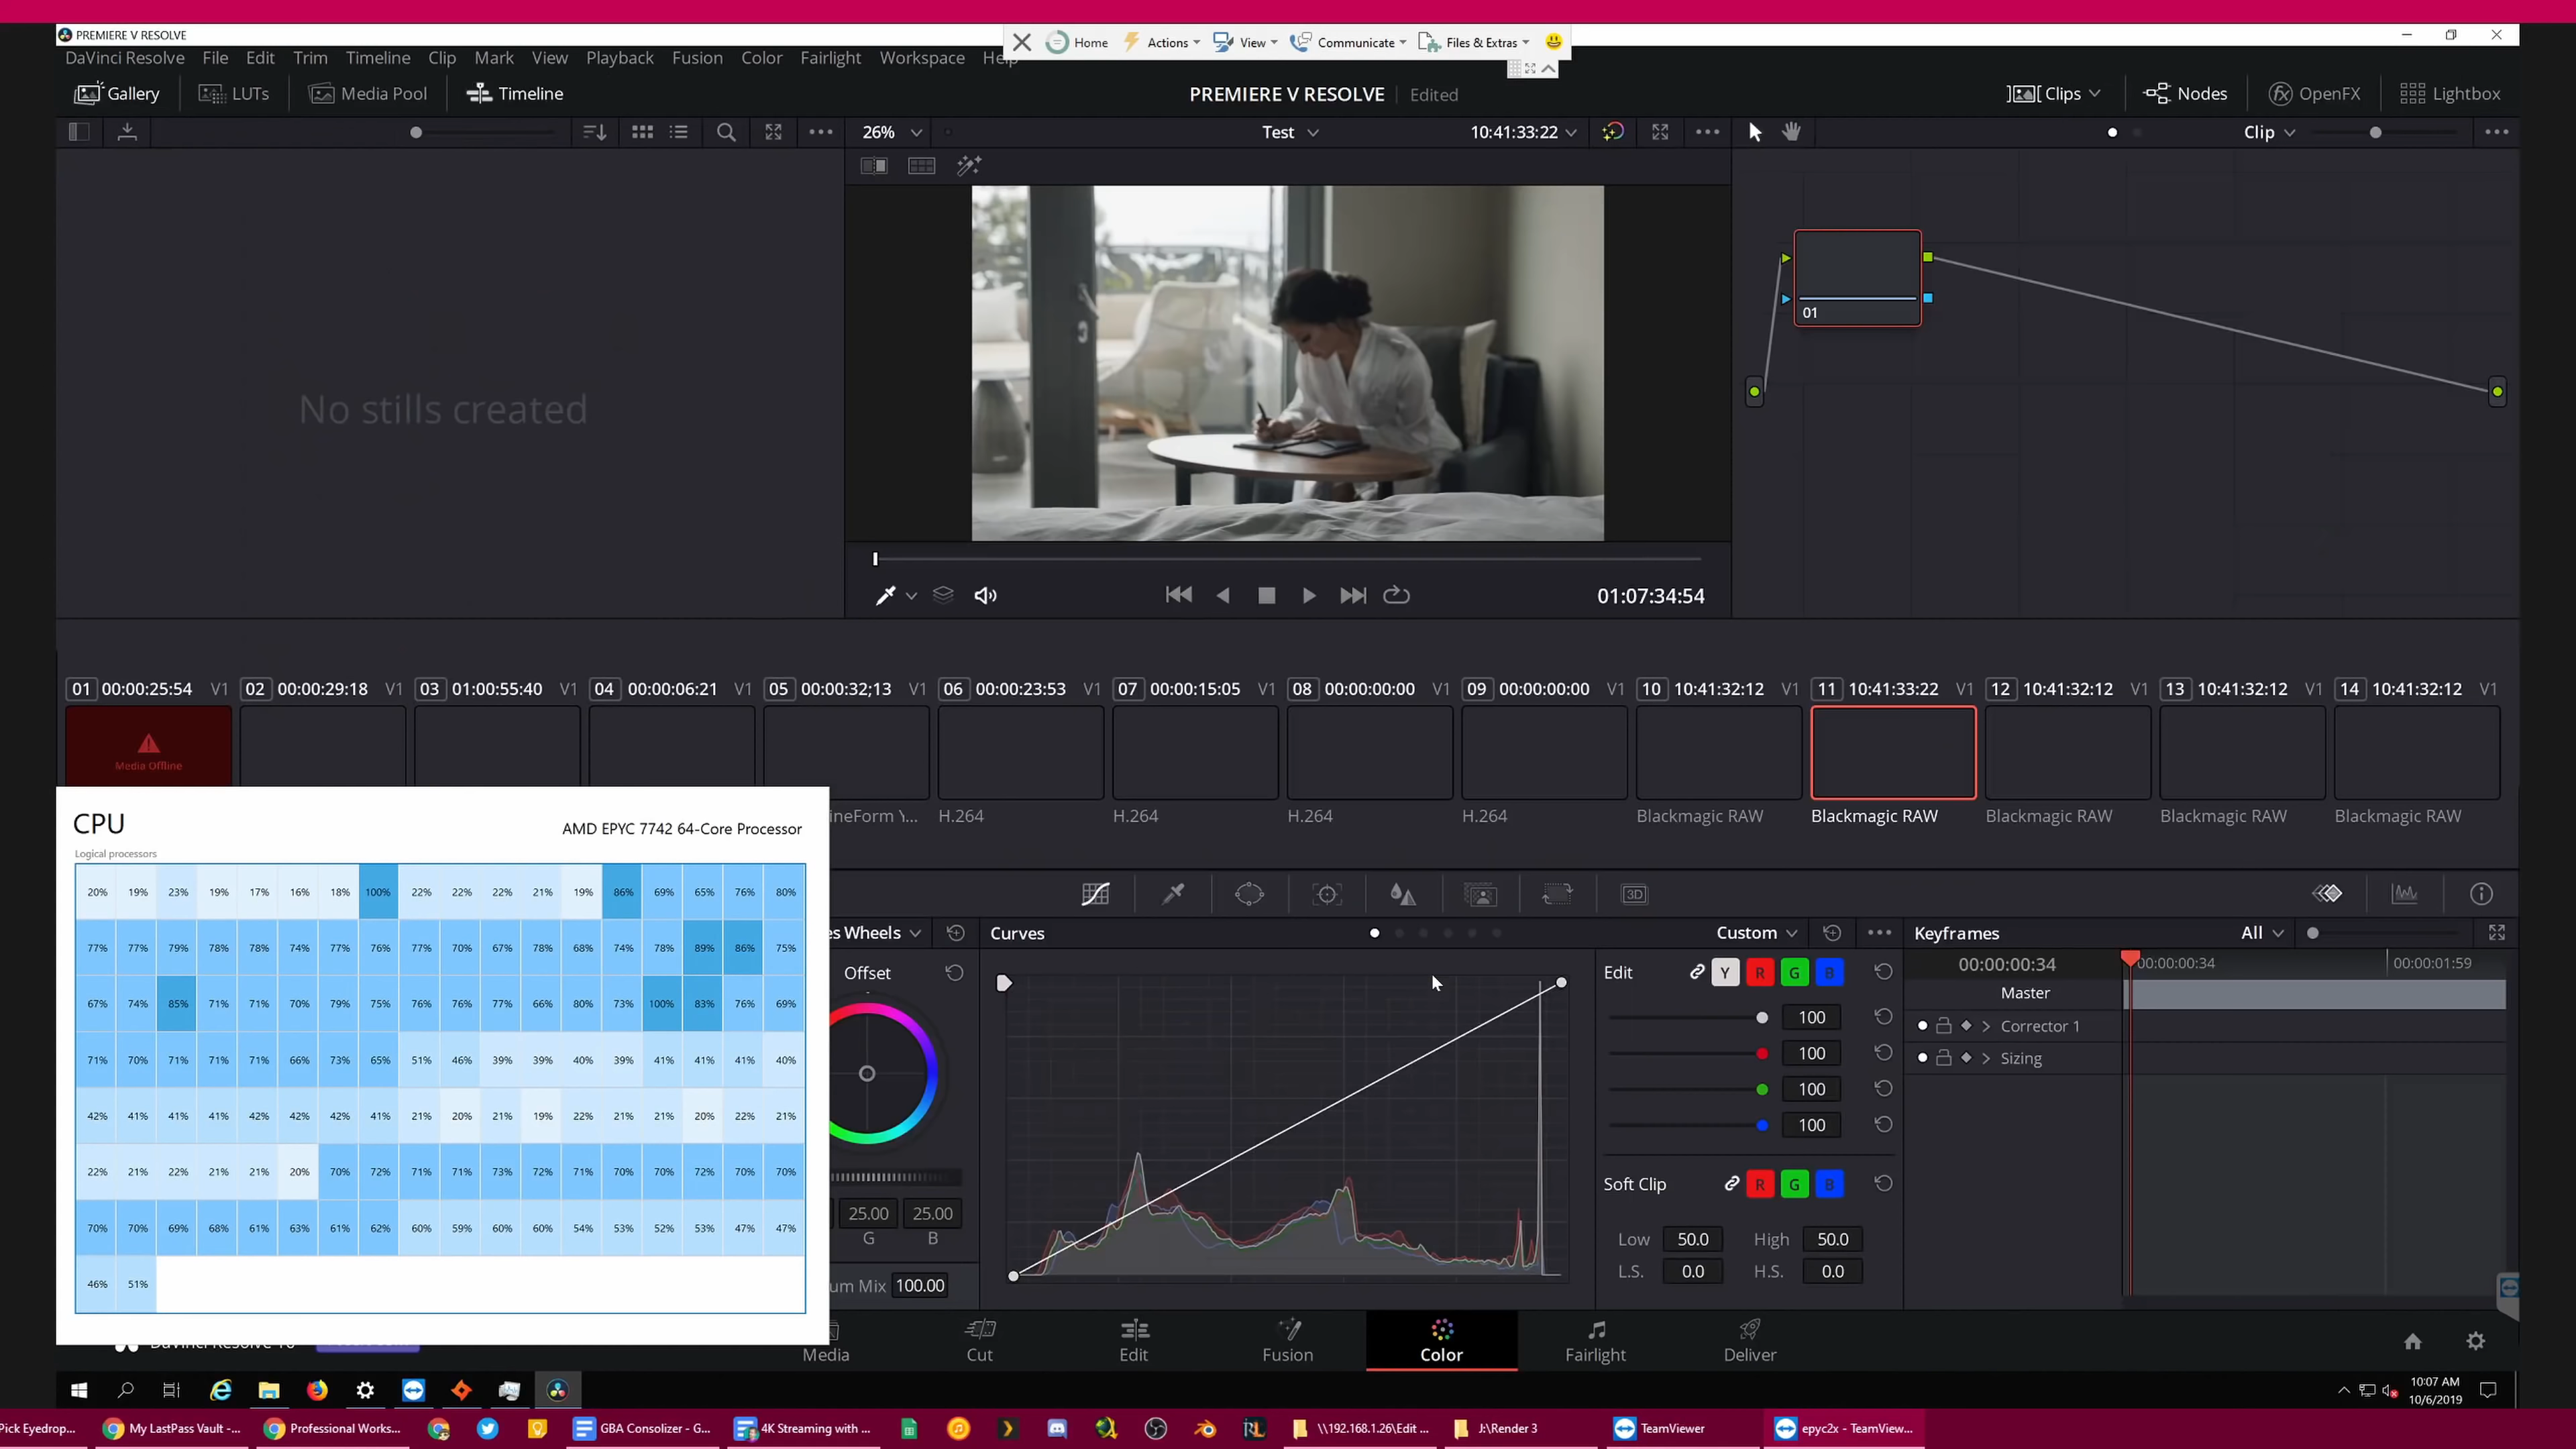 PREMIERE V RESOLVE
Home Actions View Communicate Files & Extras
DaVinci Resolve File Edit Trim Timeline Clip Mark View Playback Fusion Color Fairlight Workspace Help
Gallery LUTs Media Pool Timeline
PREMIERE V RESOLVE Edited
Clips Nodes OpenFX Lightbox
26% Test 10:41:33:22 Clip
01
No stills created
01:07:34:54
01 00:00:25:54 V1 02 00:00:29:18 V1 03 01:00:55:40 V1 04 00:00:06:21 V1 05 00:00:32;13 V1 06 00:00:23:53 V1 07 00:00:15:05 V1 08 00:00:00:00 V1 09 00:00:00:00 V1 10 10:41:32:12 V1 11 10:41:33:22 V1 12 10:41:32:12 V1 13 10:41:32:12 V1 14 10:41:32:12 V1
Media Offline
ineForm Y... H.264 H.264 H.264 H.264 Blackmagic RAW Blackmagic RAW Blackmagic RAW Blackmagic RAW Blackmagic RAW
CPU AMD EPYC 7742 64-Core Processor
Logical processors
20% 19% 23% 19% 17% 16% 18% 100% 22% 22% 22% 21% 19% 86% 69% 65% 76% 80%
77% 77% 79% 78% 78% 74% 77% 76% 77% 70% 67% 78% 68% 74% 78% 89% 86% 75%
67% 74% 85% 71% 71% 70% 79% 75% 76% 76% 77% 66% 80% 73% 100% 83% 76% 69%
71% 70% 71% 71% 71% 66% 73% 65% 51% 46% 39% 39% 40% 39% 41% 41% 41% 40%
42% 41% 41% 41% 42% 42% 42% 41% 21% 20% 21% 19% 22% 21% 21% 20% 22% 21%
22% 21% 22% 21% 21% 20% 70% 72% 71% 71% 73% 72% 71% 70% 70% 72% 70% 70%
70% 70% 69% 68% 61% 63% 61% 62% 60% 59% 60% 60% 54% 53% 52% 53% 47% 47%
46% 51%
3D
es Wheels
Offset
25.00 25.00
G B
um Mix 100.00
Curves Custom
Edit Y R G B
100
100
100
100
Soft Clip R G B
Low 50.0 High 50.0
L.S. 0.0 H.S. 0.0
Keyframes All
00:00:00:34 00:00:00:34 00:00:01:59
Master
Corrector 1
Sizing
Media Cut Edit Fusion Color Fairlight Deliver
10:07 AM
10/6/2019
Pick Eyedrop... My LastPass Vault -... Professional Works... GBA Consolizer - G... 4K Streaming with ... \\192.168.1.26\Edit ... J:\Render 3 TeamViewer epyc2x - TeamView...